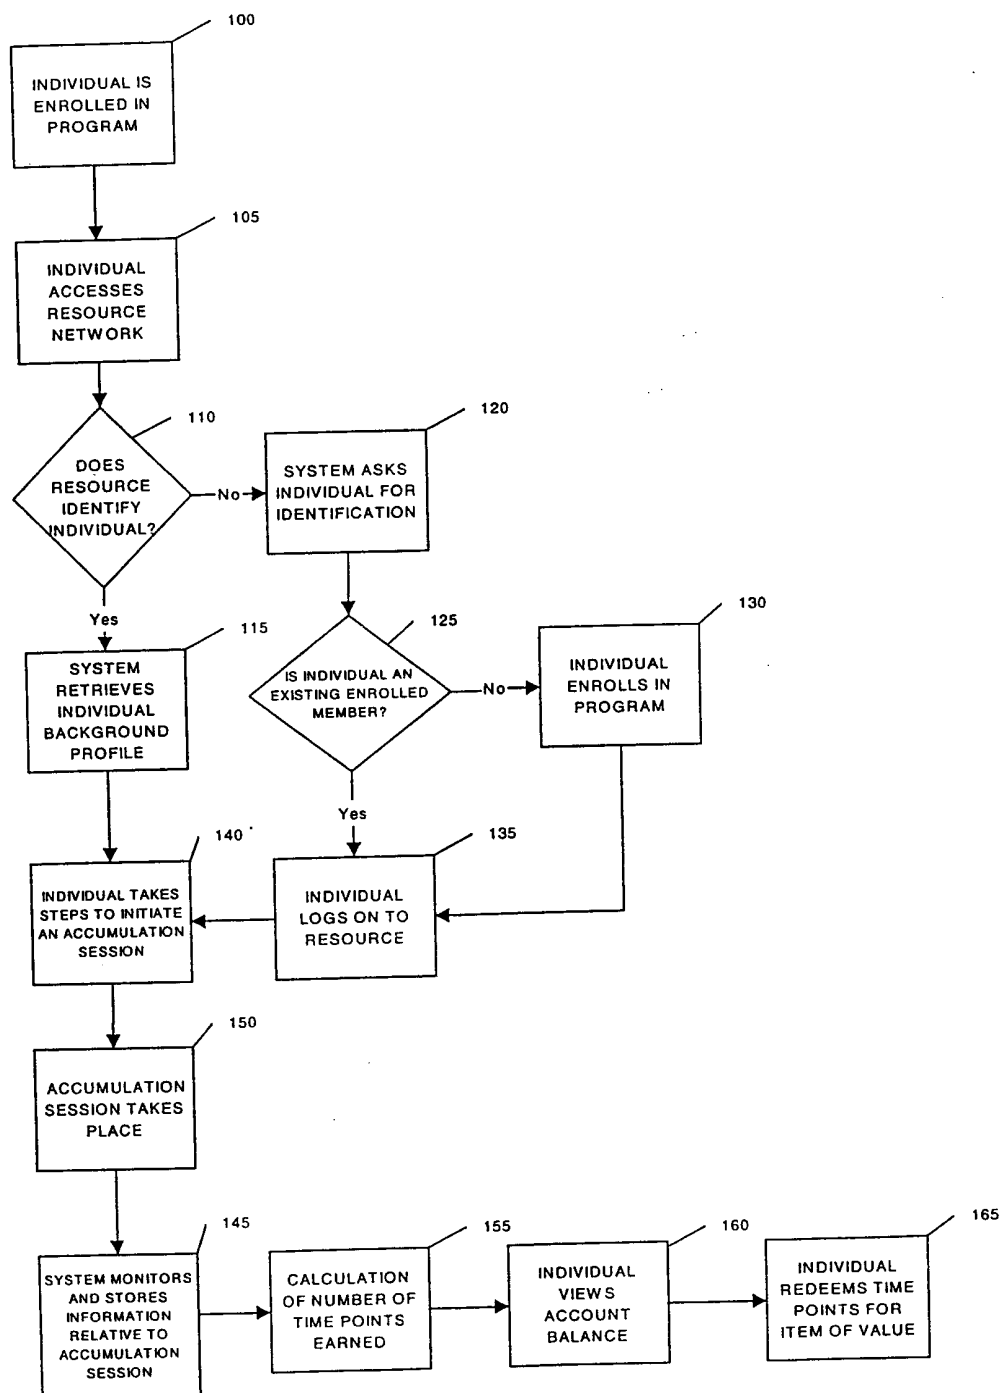 100
INDIVIDUAL IS
ENROLLED IN
PROGRAM
105
INDIVIDUAL
ACCESSES
RESOURCE
NETWORK
110
DOES
RESOURCE
IDENTIFY
INDIVIDUAL?
No
120
SYSTEM ASKS
INDIVIDUAL FOR
IDENTIFICATION
Yes
115
SYSTEM
RETRIEVES
INDIVIDUAL
BACKGROUND
PROFILE
125
IS INDIVIDUAL AN
EXISTING ENROLLED
MEMBER?
No
130
INDIVIDUAL
ENROLLS IN
PROGRAM
Yes
135
INDIVIDUAL
LOGS ON TO
RESOURCE
140
INDIVIDUAL TAKES
STEPS TO INITIATE
AN ACCUMULATION
SESSION
150
ACCUMULATION
SESSION TAKES
PLACE
145
SYSTEM MONITORS
AND STORES
INFORMATION
RELATIVE TO
ACCUMULATION
SESSION
155
CALCULATION
OF NUMBER OF
TIME POINTS
EARNED
160
INDIVIDUAL
VIEWS
ACCOUNT
BALANCE
165
INDIVIDUAL
REDEEMS TIME
POINTS FOR
ITEM OF VALUE